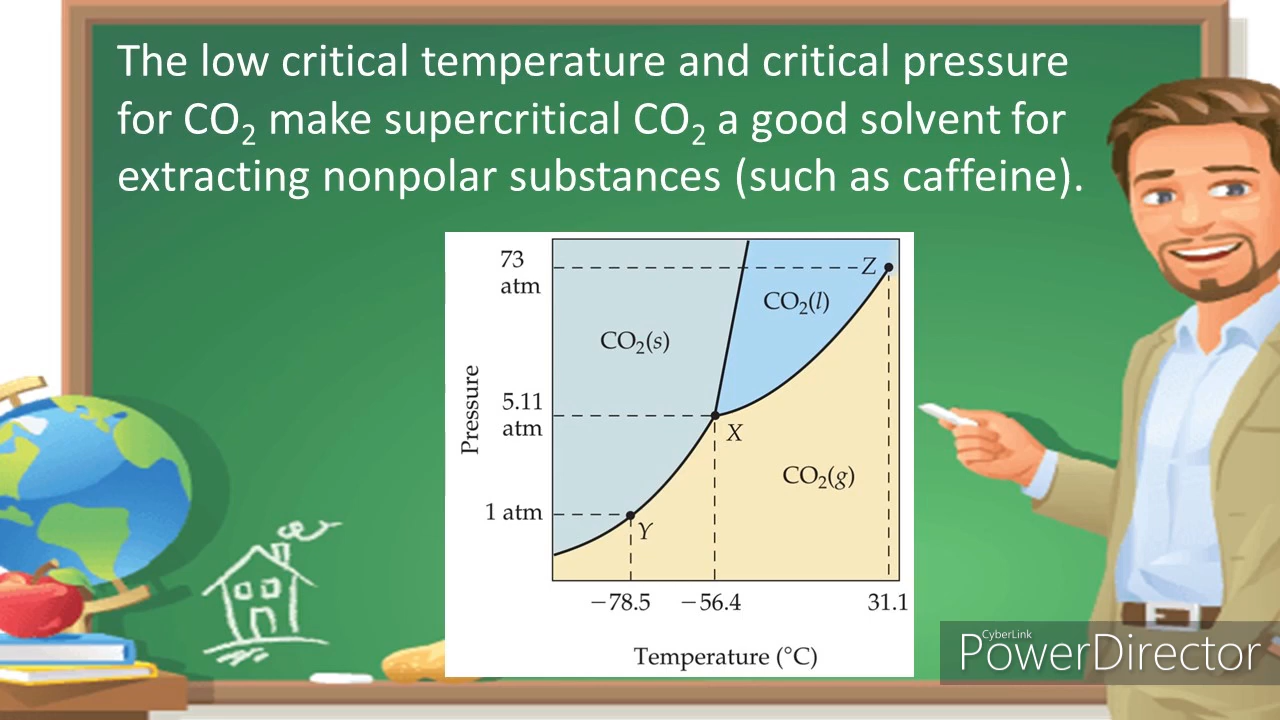 The low critical temperature and critical pressure
for CO₂ make supercritical CO₂ a good solvent for
extracting nonpolar substances (such as caffeine).
73
atm
Z
CO₂(l)
CO₂(s)
Pressure
5.11
atm
X
CO₂(g)
1 atm
Y
−78.5 −56.4 31.1
Temperature (°C)
CyberLink
PowerDirector